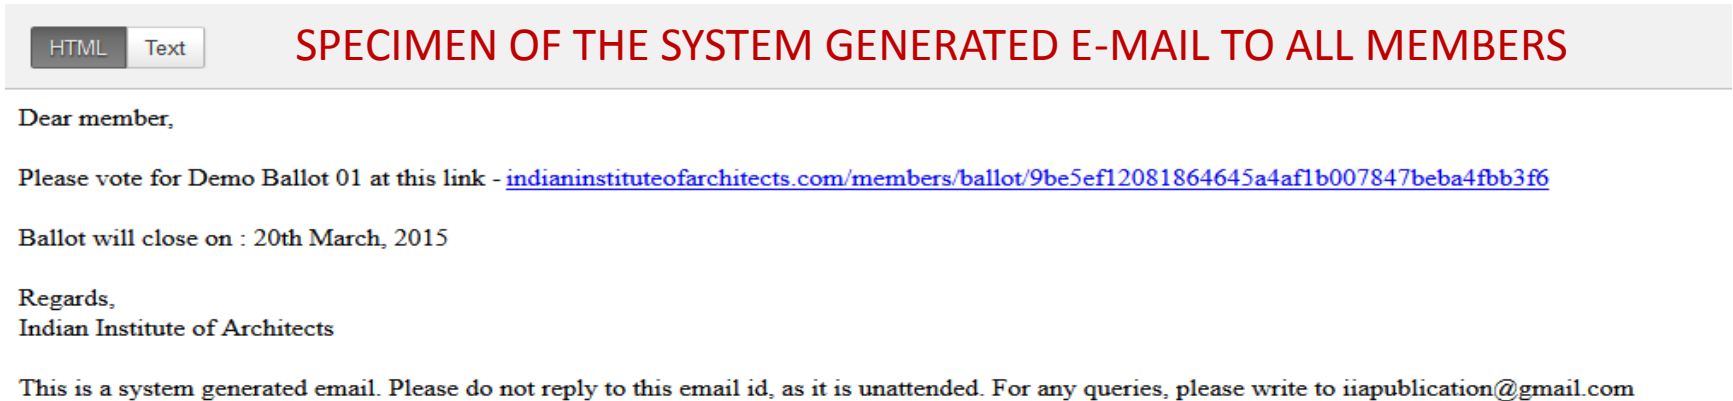 HTML Text SPECIMEN OF THE SYSTEM GENERATED E-MAIL TO ALL MEMBERS
Dear member,
Please vote for Demo Ballot 01 at this link - indianinstituteofarchitects.com/members/ballot/9be5ef12081864645a4af1b007847beba4fbb3f6
Ballot will close on : 20th March, 2015
Regards,
Indian Institute of Architects
This is a system generated email. Please do not reply to this email id, as it is unattended. For any queries, please write to iiapublication@gmail.com